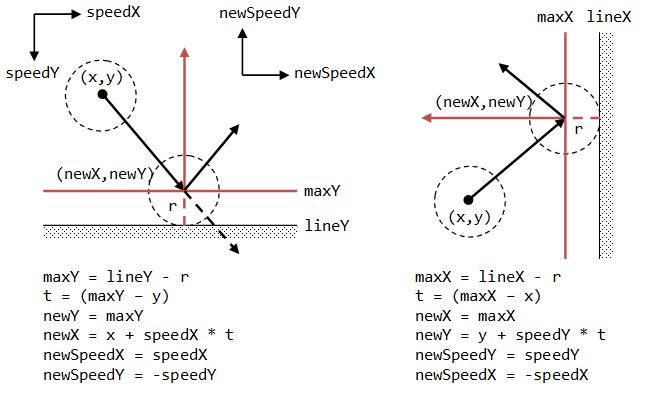 speedX
speedY
(x,y)
newSpeedY
newSpeedX
(newX,newY)
r
maxY
lineY
maxY = lineY - r
t = (maxY - y)
newY = maxY
newX = x + speedX * t
newSpeedX = speedX
newSpeedY = -speedY
maxX lineX
(newX,newY)
r
(x,y)
maxX = lineX - r
t = (maxX - x)
newX = maxX
newY = y + speedY * t
newSpeedY = speedY
newSpeedX = -speedX